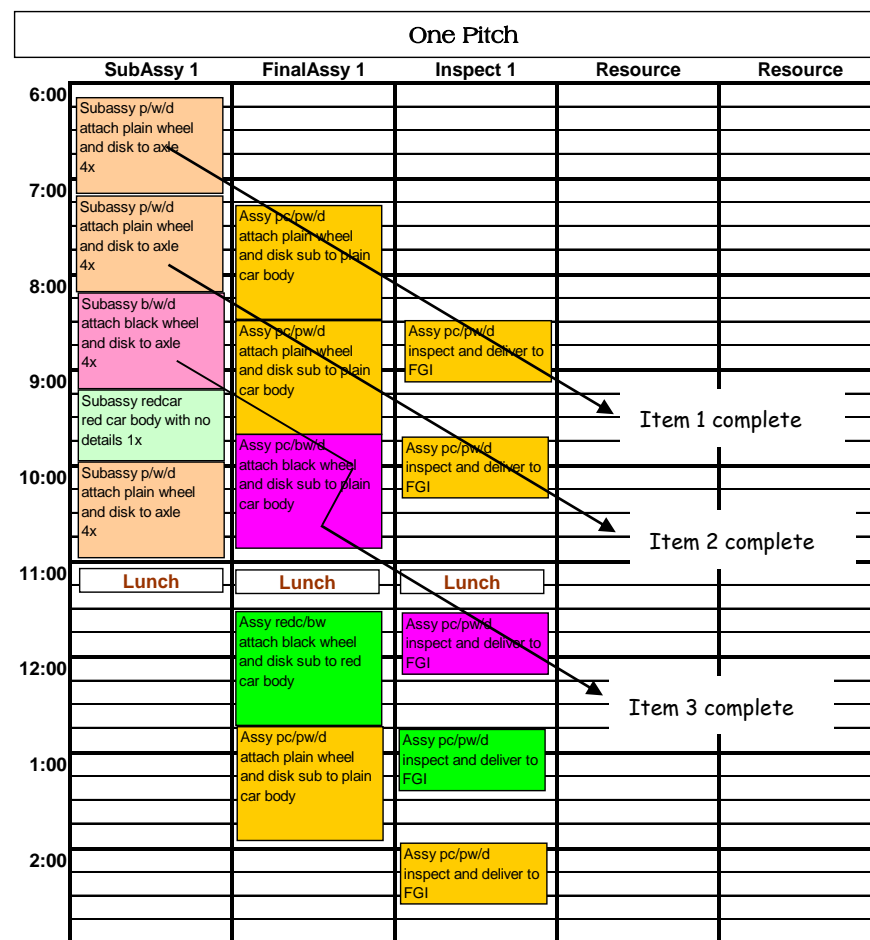 One Pitch
SubAssy 1
FinalAssy 1
Inspect 1
Resource
Resource
6:00
7:00
8:00
9:00
10:00
11:00
12:00
1:00
2:00
Subassy p/w/d
attach plain wheel
and disk to axle
4x
Subassy p/w/d
attach plain wheel
and disk to axle
4x
Subassy b/w/d
attach black wheel
and disk to axle
4x
Subassy redcar
red car body with no
details 1x
Subassy p/w/d
attach plain wheel
and disk to axle
4x
Lunch
Assy pc/pw/d
attach plain wheel
and disk sub to plain
car body
Assy pc/pw/d
attach plain wheel
and disk sub to plain
car body
Assy pc/bw/d
attach black wheel
and disk sub to plain
car body
Lunch
Assy redc/bw
attach black wheel
and disk sub to red
car body
Assy pc/pw/d
attach plain wheel
and disk sub to plain
car body
Assy pc/pw/d
inspect and deliver to
FGI
Assy pc/pw/d
inspect and deliver to
FGI
Lunch
Assy pc/pw/d
inspect and deliver to
FGI
Assy pc/pw/d
inspect and deliver to
FGI
Assy pc/pw/d
inspect and deliver to
FGI
Item 1 complete
Item 2 complete
Item 3 complete